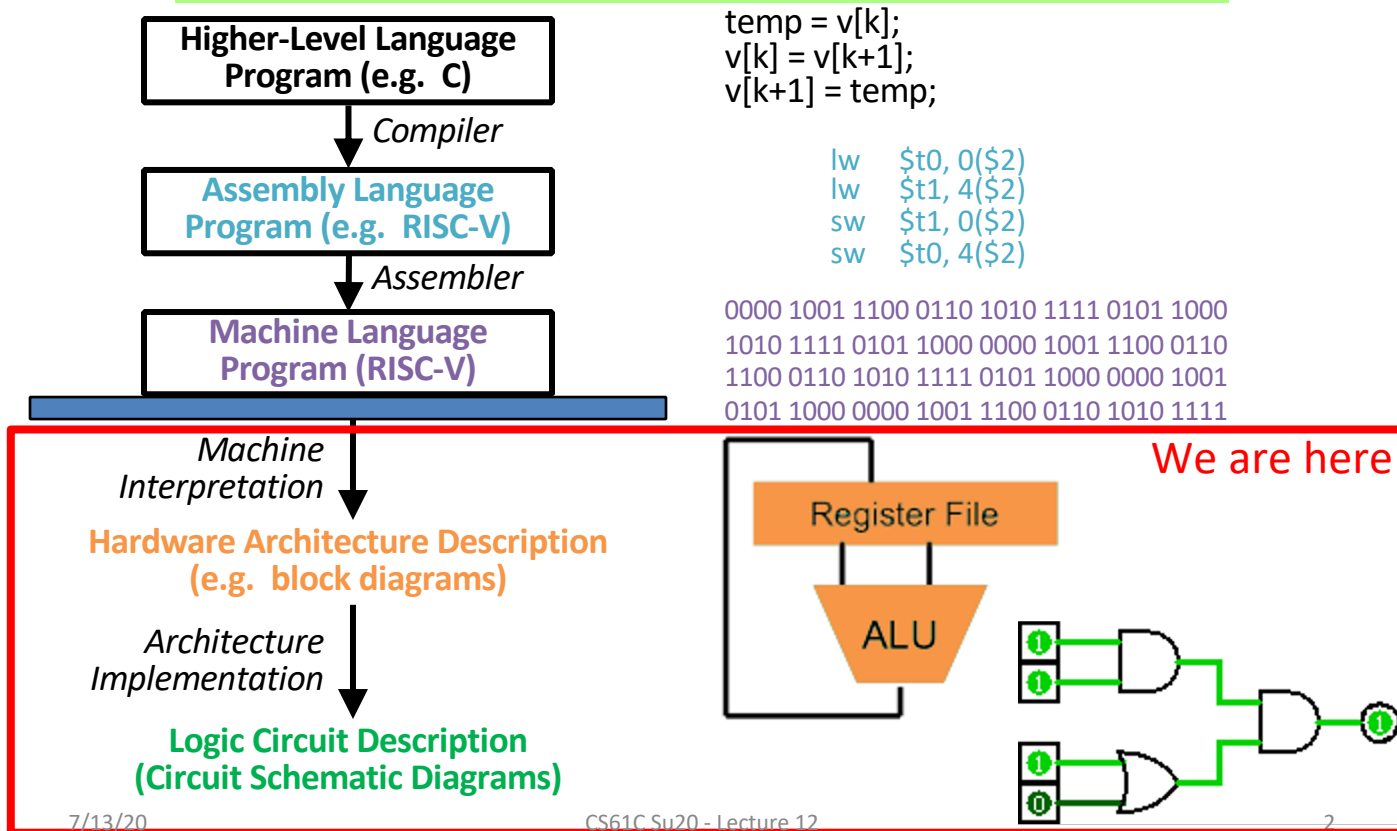 Higher-Level Language
Program (e.g. C)
temp = v[k];
v[k] = v[k+1];
v[k+1] = temp;
Compiler
Assembly Language
Program (e.g. RISC-V)
lw $t0, 0($2)
lw $t1, 4($2)
sw $t1, 0($2)
sw $t0, 4($2)
Assembler
Machine Language
Program (RISC-V)
0000 1001 1100 0110 1010 1111 0101 1000
1010 1111 0101 1000 0000 1001 1100 0110
1100 0110 1010 1111 0101 1000 0000 1001
0101 1000 0000 1001 1100 0110 1010 1111
We are here
Machine
Interpretation
Hardware Architecture Description
(e.g. block diagrams)
Register File
ALU
Architecture
Implementation
Logic Circuit Description
(Circuit Schematic Diagrams)
1
1
1
0
1
7/13/20
CS61C Su20 - Lecture 12
2